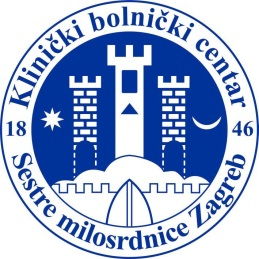 Klinički bolnički centar
18 46
Sestre milosrdnice Zagreb